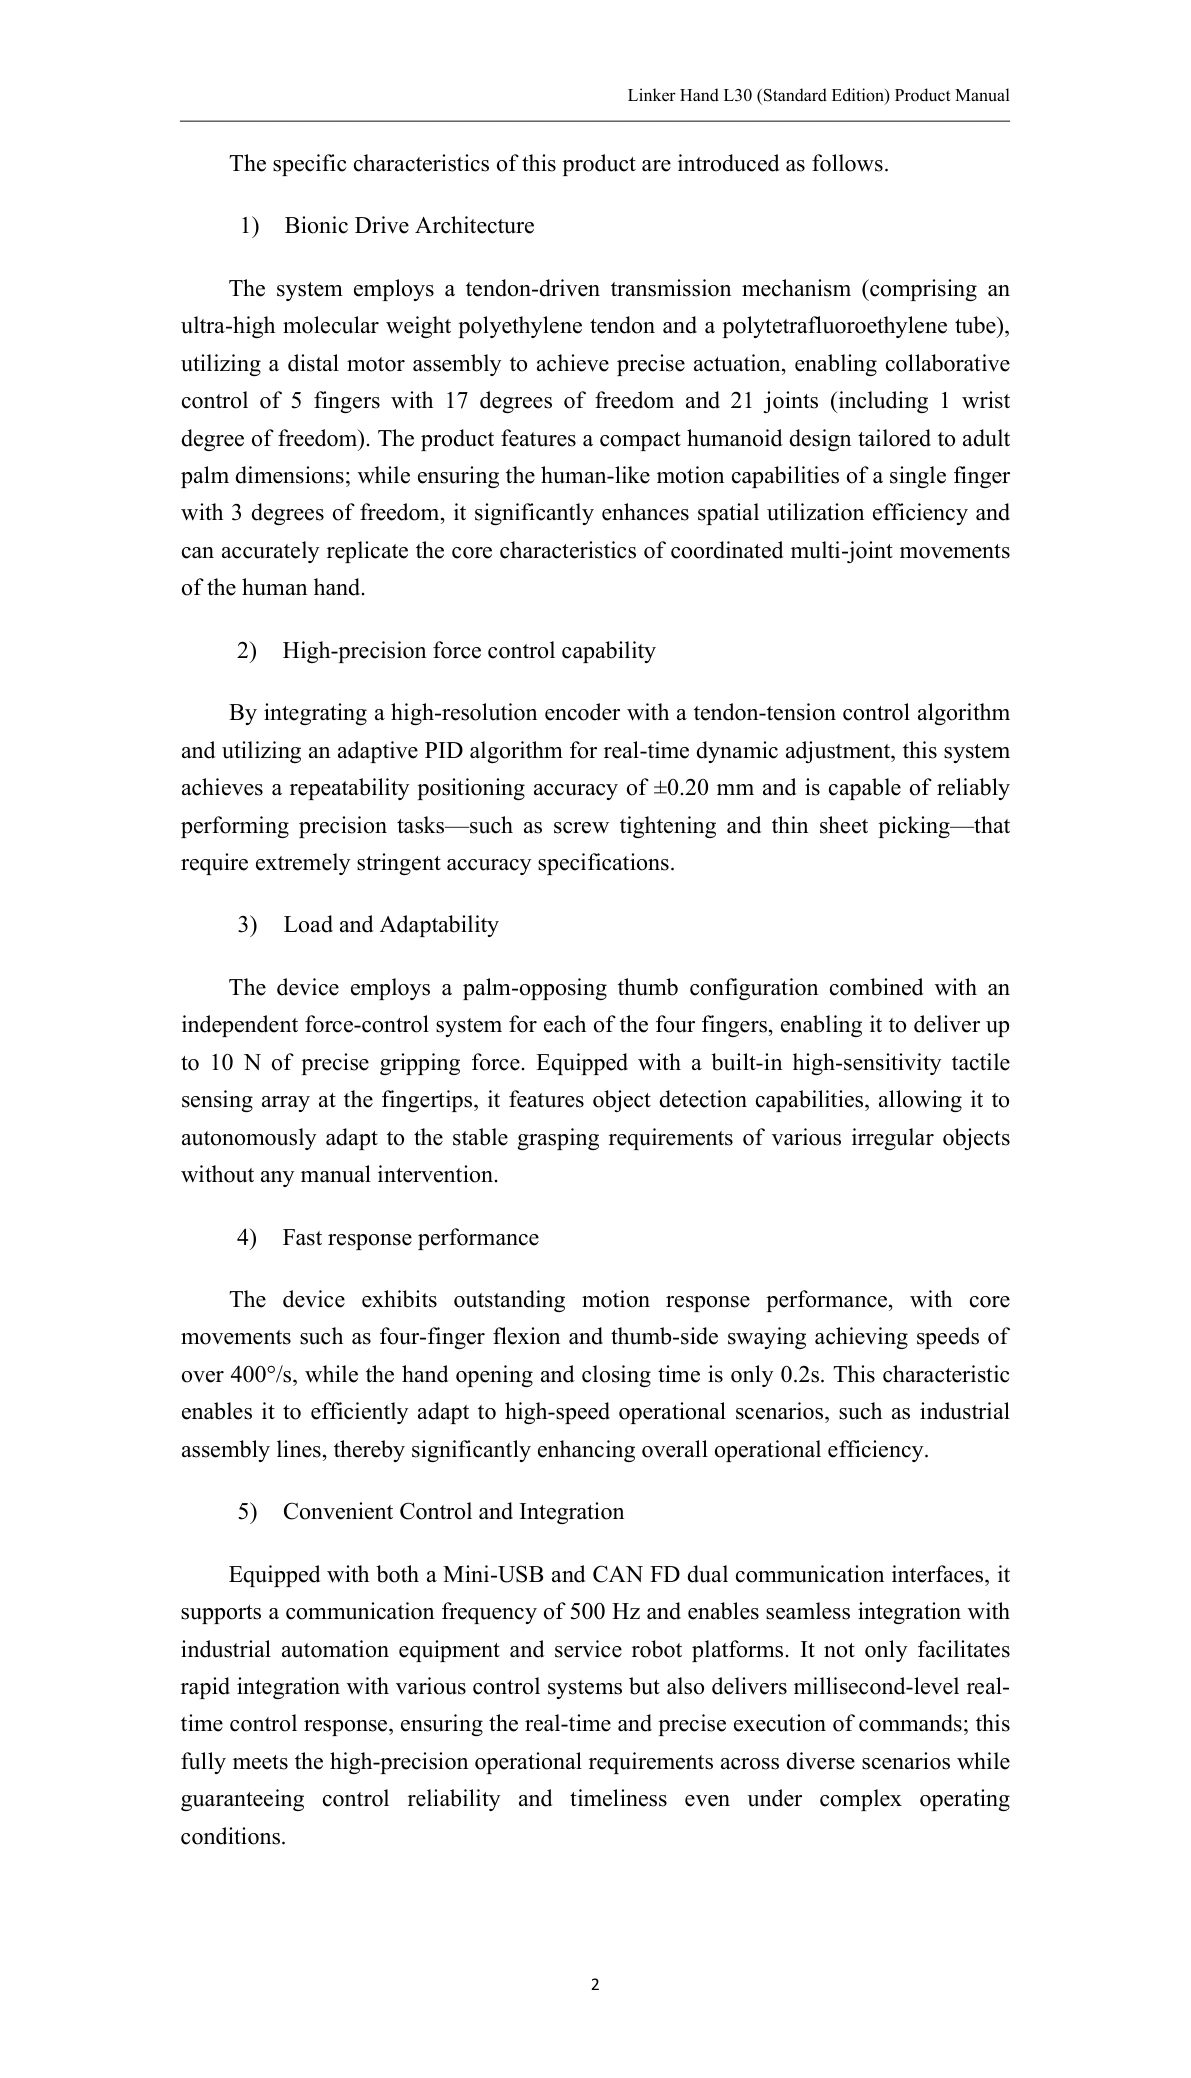 Linker Hand L30 (Standard Edition) Product Manual
The specific characteristics of this product are introduced as follows.
1) Bionic Drive Architecture
The system employs a tendon-driven transmission mechanism (comprising an
ultra-high molecular weight polyethylene tendon and a polytetrafluoroethylene tube),
utilizing a distal motor assembly to achieve precise actuation, enabling collaborative
control of 5 fingers with 17 degrees of freedom and 21 joints (including 1 wrist
degree of freedom). The product features a compact humanoid design tailored to adult
palm dimensions; while ensuring the human-like motion capabilities of a single finger
with 3 degrees of freedom, it significantly enhances spatial utilization efficiency and
can accurately replicate the core characteristics of coordinated multi-joint movements
of the human hand.
2) High-precision force control capability
By integrating a high-resolution encoder with a tendon-tension control algorithm
and utilizing an adaptive PID algorithm for real-time dynamic adjustment, this system
achieves a repeatability positioning accuracy of ±0.20 mm and is capable of reliably
performing precision tasks—such as screw tightening and thin sheet picking—that
require extremely stringent accuracy specifications.
3) Load and Adaptability
The device employs a palm-opposing thumb configuration combined with an
independent force-control system for each of the four fingers, enabling it to deliver up
to 10 N of precise gripping force. Equipped with a built-in high-sensitivity tactile
sensing array at the fingertips, it features object detection capabilities, allowing it to
autonomously adapt to the stable grasping requirements of various irregular objects
without any manual intervention.
4) Fast response performance
The device exhibits outstanding motion response performance, with core
movements such as four-finger flexion and thumb-side swaying achieving speeds of
over 400°/s, while the hand opening and closing time is only 0.2s. This characteristic
enables it to efficiently adapt to high-speed operational scenarios, such as industrial
assembly lines, thereby significantly enhancing overall operational efficiency.
5) Convenient Control and Integration
Equipped with both a Mini-USB and CAN FD dual communication interfaces, it
supports a communication frequency of 500 Hz and enables seamless integration with
industrial automation equipment and service robot platforms. It not only facilitates
rapid integration with various control systems but also delivers millisecond-level real-
time control response, ensuring the real-time and precise execution of commands; this
fully meets the high-precision operational requirements across diverse scenarios while
guaranteeing control reliability and timeliness even under complex operating
conditions.
2